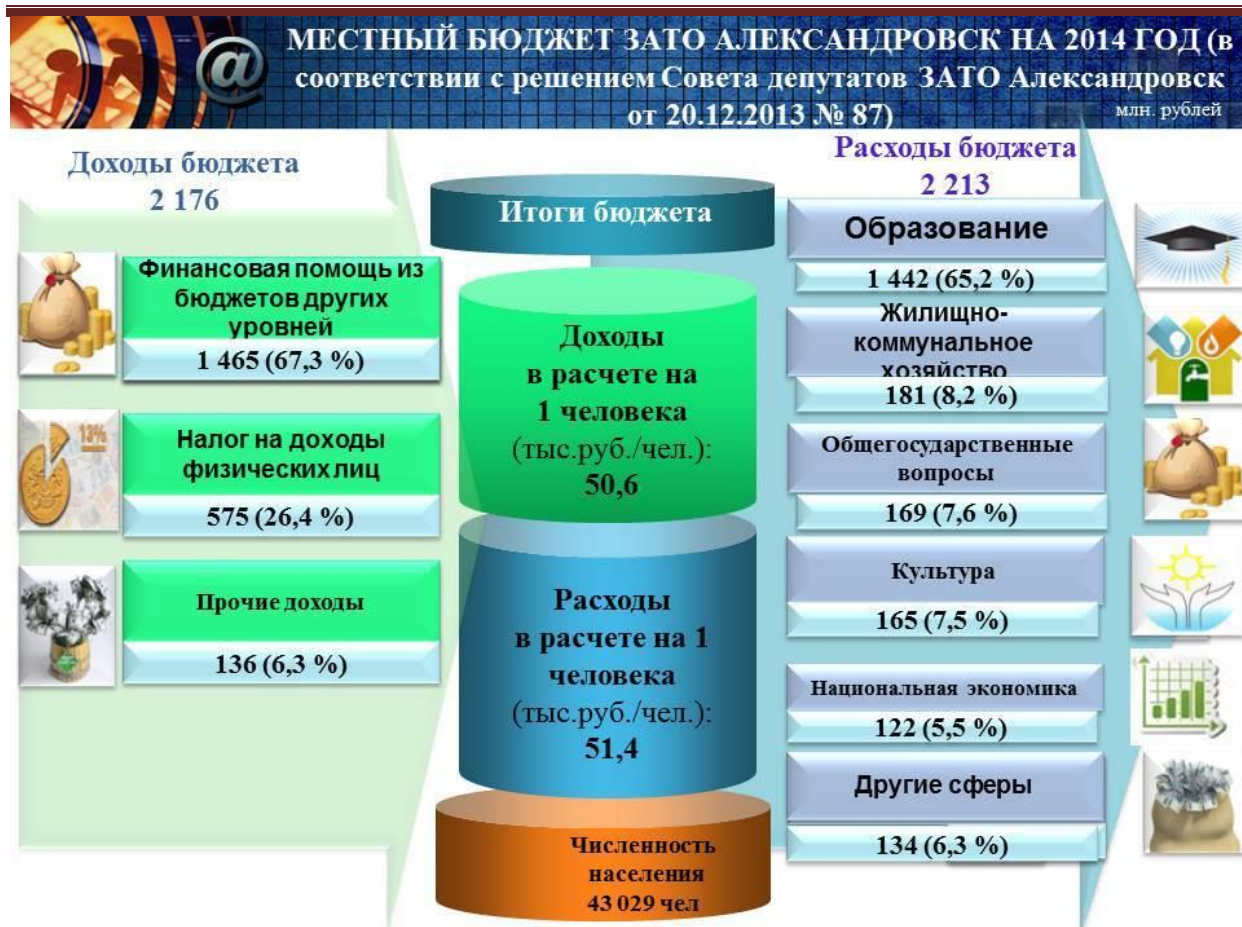 МЕСТНЫЙ БЮДЖЕТ ЗАТО АЛЕКСАНДРОВСК НА 2014 ГОД (в
соответствии с решением Совета депутатов ЗАТО Александровск
от 20.12.2013 № 87)
млн. рублей
Доходы бюджета
2 176
Финансовая помощь из
бюджетов других
уровней
1 465 (67,3 %)
13%
Налог на доходы
физических лиц
575 (26,4 %)
Прочие доходы
136 (6,3 %)
Итоги бюджета
Доходы
в расчете на
1 человека
(тыс.руб./чел.):
50,6
Расходы
в расчете на 1
человека
(тыс.руб./чел.):
51,4
Численность
населения
43 029 чел
Расходы бюджета
2 213
Образование
1 442 (65,2 %)
Жилищно-
коммунальное
хозяйство
181 (8,2 %)
Общегосударственные
вопросы
169 (7,6 %)
Культура
165 (7,5 %)
Национальная экономика
122 (5,5 %)
Другие сферы
134 (6,3 %)